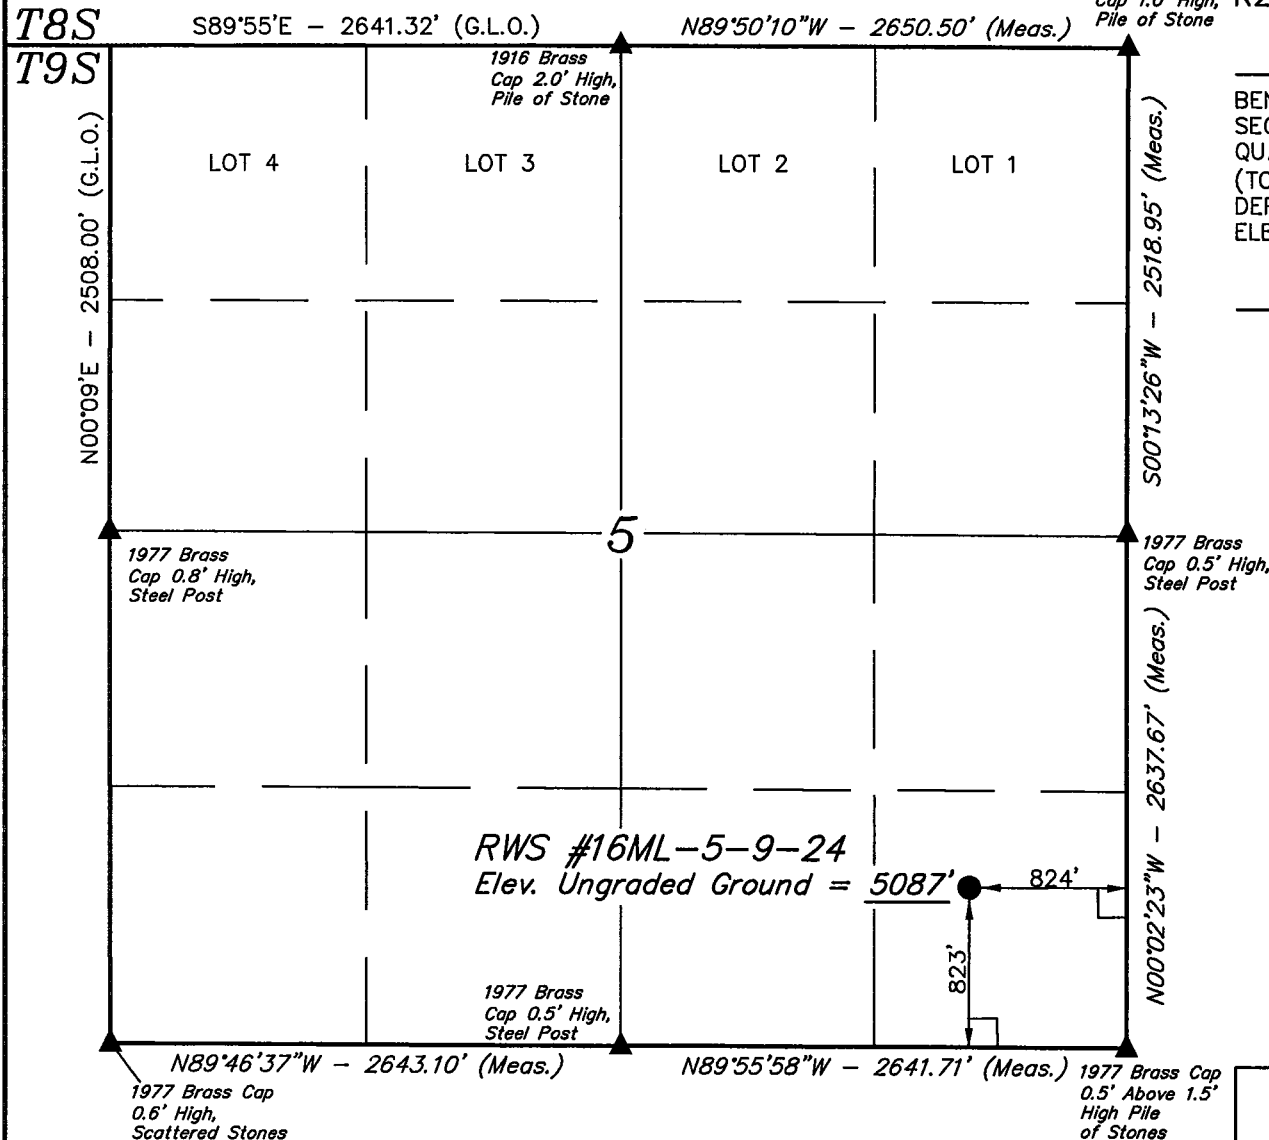 T8S
S89°55'E – 2641.32' (G.L.O.)
N89°50'10"W – 2650.50' (Meas.)
Cap 1.0' High,
Pile of Stone
T9S
1916 Brass
Cap 2.0' High,
Pile of Stone
N00°09'E – 2508.00' (G.L.O.)
LOT 4
LOT 3
LOT 2
LOT 1
S00°13'26"W – 2518.95' (Meas.)
5
1977 Brass
Cap 0.8' High,
Steel Post
1977 Brass
Cap 0.5' High,
Steel Post
RWS #16ML–5–9–24
Elev. Ungraded Ground = 5087'
824'
823'
N00°02'23"W – 2637.67' (Meas.)
1977 Brass
Cap 0.5' High,
Steel Post
N89°46'37"W – 2643.10' (Meas.)
N89°55'58"W – 2641.71' (Meas.)
1977 Brass Cap
0.6' High,
Scattered Stones
1977 Brass Cap
0.5' Above 1.5'
High Pile
of Stones